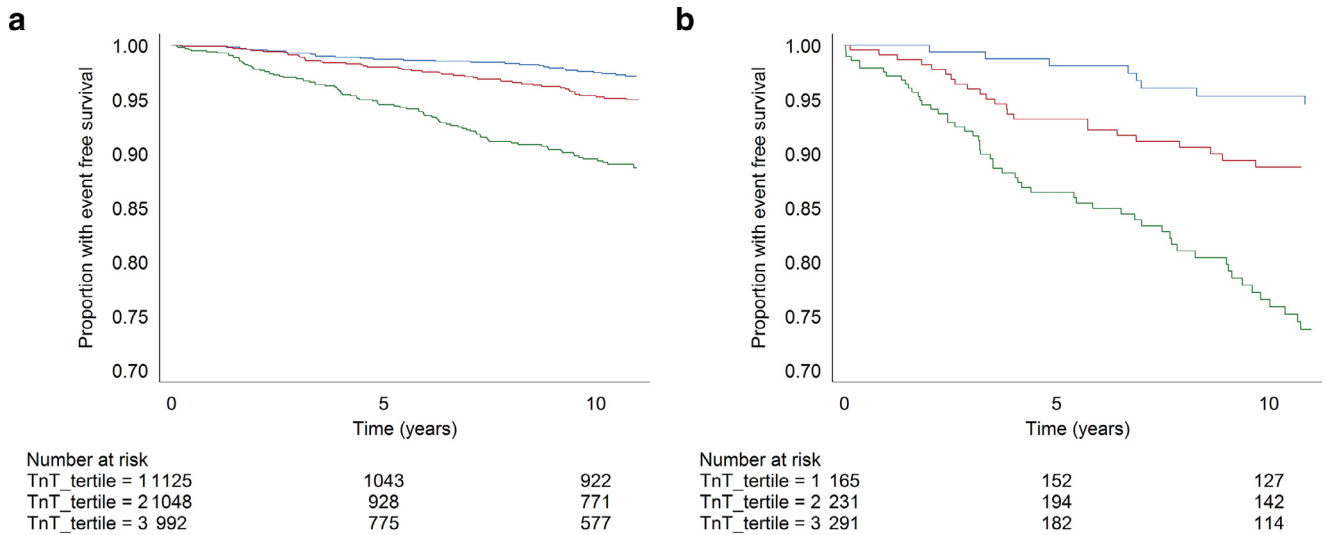 a
Proportion with event free survival
1.00
0.95
0.90
0.85
0.80
0.75
0.70
0 5 10
Time (years)
Number at risk
TnT_tertile = 1 1125 1043 922
TnT_tertile = 2 1048 928 771
TnT_tertile = 3 992 775 577
b
Proportion with event free survival
1.00
0.95
0.90
0.85
0.80
0.75
0.70
0 5 10
Time (years)
Number at risk
TnT_tertile = 1 165 152 127
TnT_tertile = 2 231 194 142
TnT_tertile = 3 291 182 114